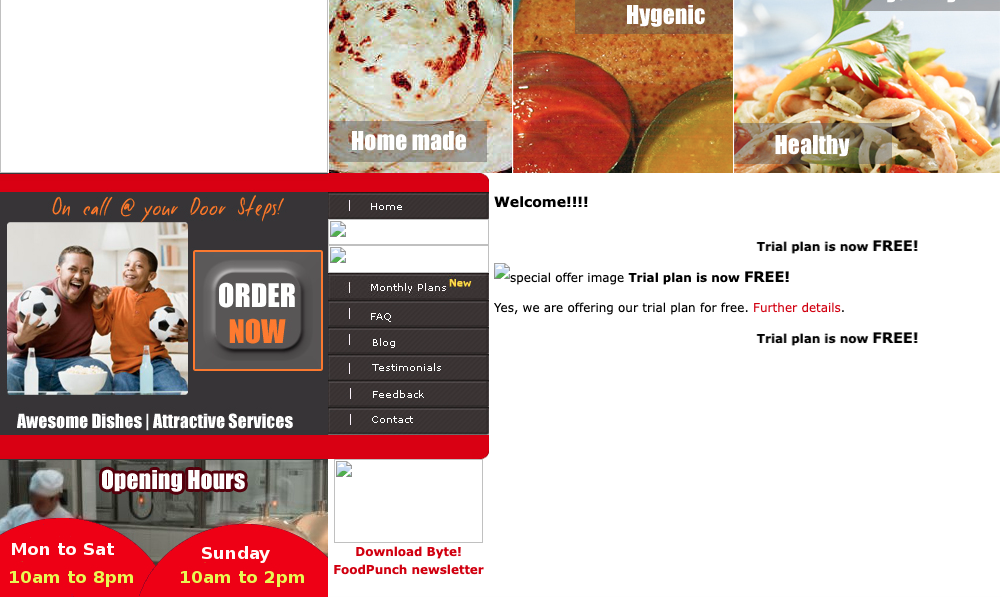 Hygenic
Home made
Healthy
On call @ your Door Steps!
ORDER
NOW
Awesome Dishes | Attractive Services
Home
Monthly Plans New
FAQ
Blog
Testimonials
Feedback
Contact
Welcome!!!!
Trial plan is now FREE!
special offer image Trial plan is now FREE!
Yes, we are offering our trial plan for free. Further details.
Trial plan is now FREE!
Opening Hours
Mon to Sat
10am to 8pm
Sunday
10am to 2pm
Download Byte!
FoodPunch newsletter